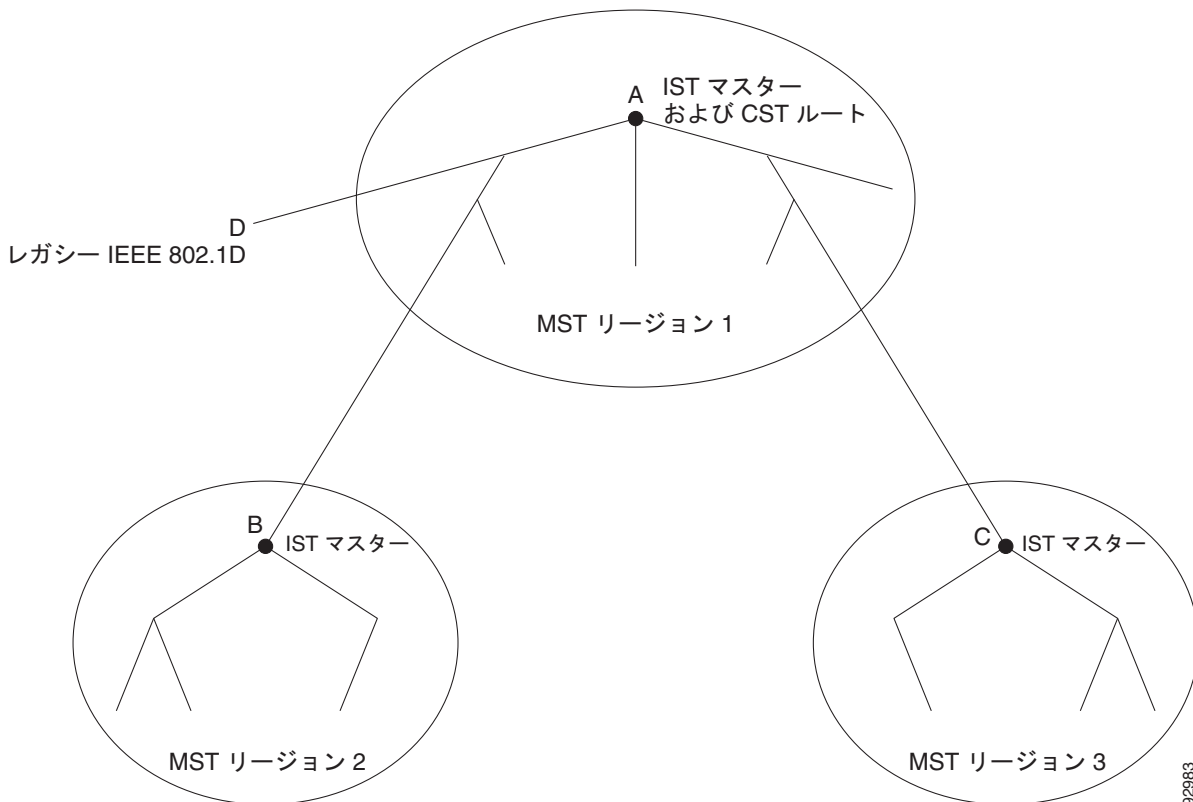 A
IST マスター
および CST ルート
D
レガシー IEEE 802.1D
MST リージョン 1
B
IST マスター
C
IST マスター
MST リージョン 2
MST リージョン 3
92983